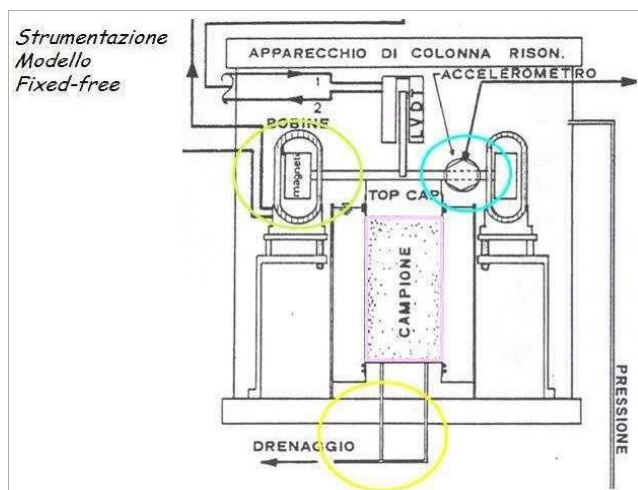 Strumentazione
Modello
Fixed-free
APPARECCHIO DI COLONNA RISON.
ACCELEROMETRO
1
2
LVDT
BOBINE
magnete
TOP CAP
CAMPIONE
PRESSIONE
DRENAGGIO